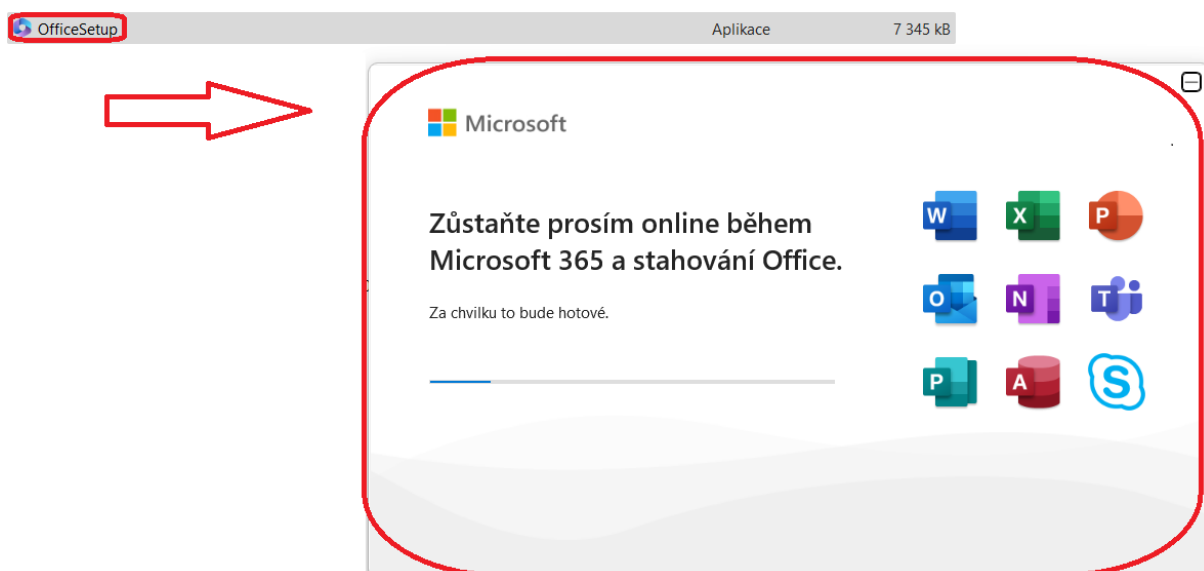 OfficeSetup Aplikace 7 345 kB
Microsoft
Zůstaňte prosím online během
Microsoft 365 a stahování Office.
Za chvilku to bude hotové.
W X P
O N T
P A S